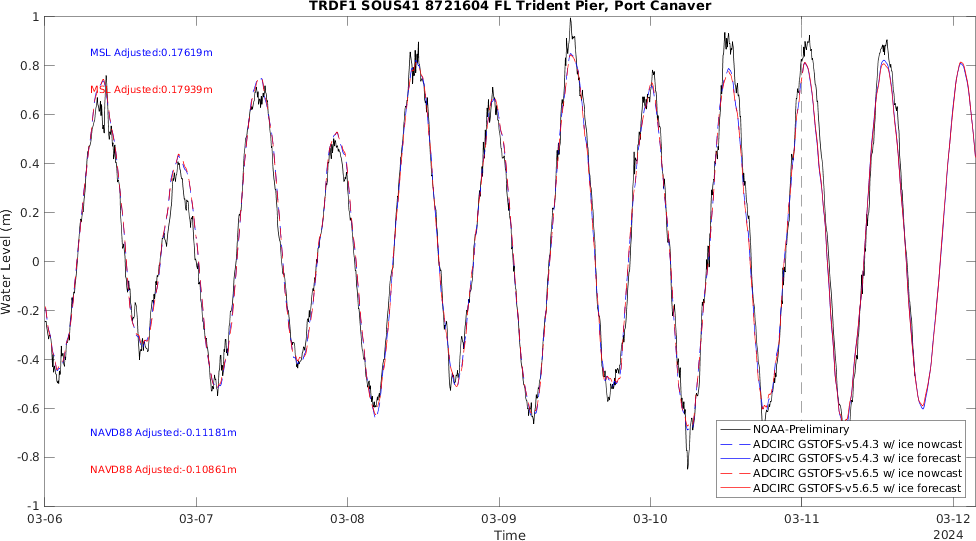 TRDF1 SOUS41 8721604 FL Trident Pier, Port Canaver
MSL Adjusted:0.17619m
MSL Adjusted:0.17939m
NAVD88 Adjusted:-0.11181m
NAVD88 Adjusted:-0.10861m
Water Level (m)
1
0.8
0.6
0.4
0.2
0
-0.2
-0.4
-0.6
-0.8
-1
NOAA-Preliminary
ADCIRC GSTOFS-v5.4.3 w/ ice nowcast
ADCIRC GSTOFS-v5.4.3 w/ ice forecast
ADCIRC GSTOFS-v5.6.5 w/ ice nowcast
ADCIRC GSTOFS-v5.6.5 w/ ice forecast
03-06 03-07 03-08 03-09 03-10 03-11 03-12
Time
2024